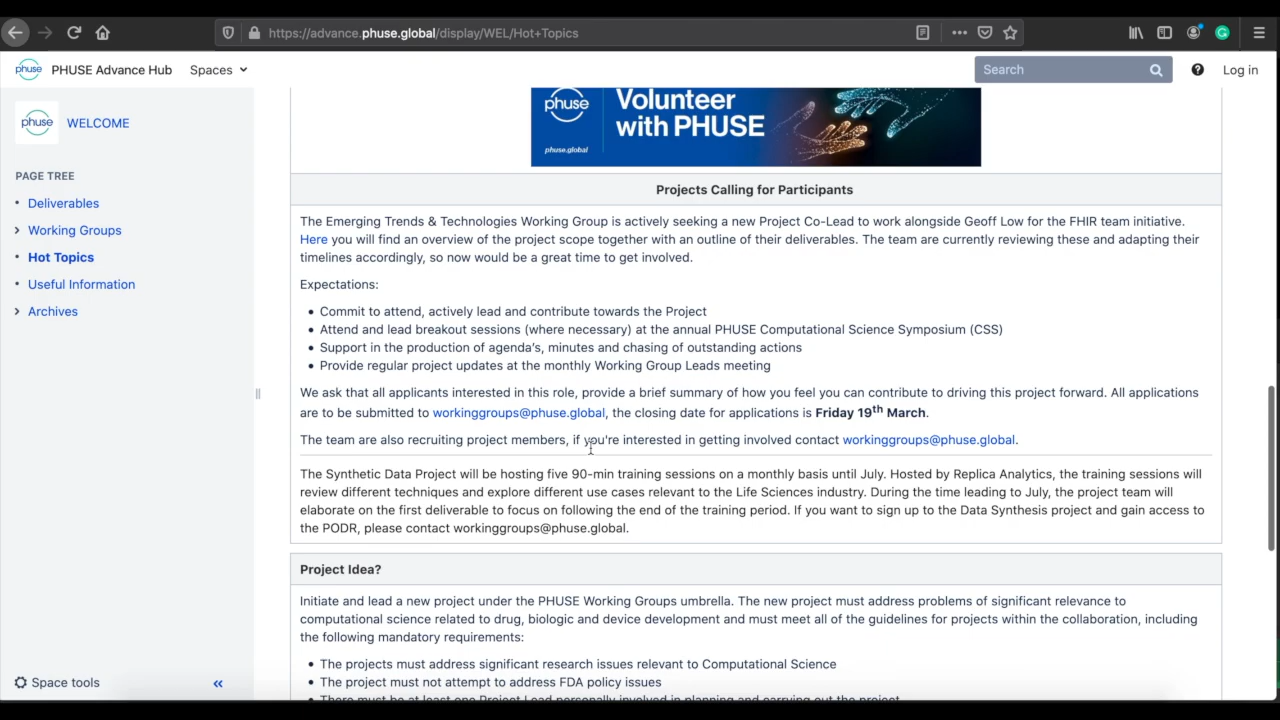 https://advance.phuse.global/display/WEL/Hot+Topics
phuse PHUSE Advance Hub Spaces Search Log in
phuse WELCOME
PAGE TREE
Deliverables
Working Groups
Hot Topics
Useful Information
Archives
Space tools
phuse
phuse.global
Volunteer
with PHUSE
Projects Calling for Participants
The Emerging Trends & Technologies Working Group is actively seeking a new Project Co-Lead to work alongside Geoff Low for the FHIR team initiative.
Here you will find an overview of the project scope together with an outline of their deliverables. The team are currently reviewing these and adapting their
timelines accordingly, so now would be a great time to get involved.
Expectations:
• Commit to attend, actively lead and contribute towards the Project
• Attend and lead breakout sessions (where necessary) at the annual PHUSE Computational Science Symposium (CSS)
• Support in the production of agenda's, minutes and chasing of outstanding actions
• Provide regular project updates at the monthly Working Group Leads meeting
We ask that all applicants interested in this role, provide a brief summary of how you feel you can contribute to driving this project forward. All applications
are to be submitted to workinggroups@phuse.global, the closing date for applications is Friday 19th March.
The team are also recruiting project members, if you're interested in getting involved contact workinggroups@phuse.global.
The Synthetic Data Project will be hosting five 90-min training sessions on a monthly basis until July. Hosted by Replica Analytics, the training sessions will
review different techniques and explore different use cases relevant to the Life Sciences industry. During the time leading to July, the project team will
elaborate on the first deliverable to focus on following the end of the training period. If you want to sign up to the Data Synthesis project and gain access to
the PODR, please contact workinggroups@phuse.global.
Project Idea?
Initiate and lead a new project under the PHUSE Working Groups umbrella. The new project must address problems of significant relevance to
computational science related to drug, biologic and device development and must meet all of the guidelines for projects within the collaboration, including
the following mandatory requirements:
• The projects must address significant research issues relevant to Computational Science
• The project must not attempt to address FDA policy issues
• There must be at least one Project Lead personally involved in planning and carrying out the project